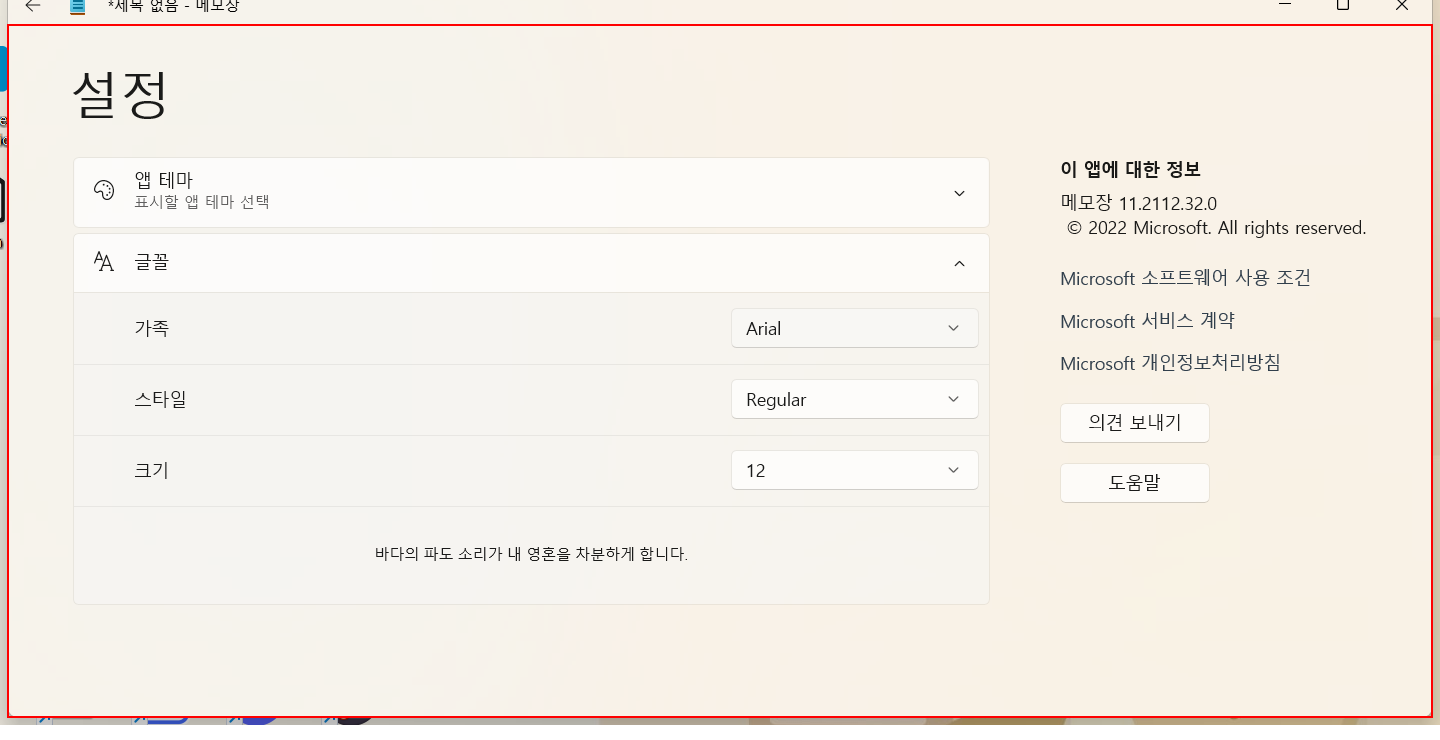 *제목 없음 - 메모장
설정
앱 테마
표시할 앱 테마 선택
글꼴
가족
Arial
스타일
Regular
크기
12
바다의 파도 소리가 내 영혼을 차분하게 합니다.
이 앱에 대한 정보
메모장 11.2112.32.0
© 2022 Microsoft. All rights reserved.
Microsoft 소프트웨어 사용 조건
Microsoft 서비스 계약
Microsoft 개인정보처리방침
의견 보내기
도움말